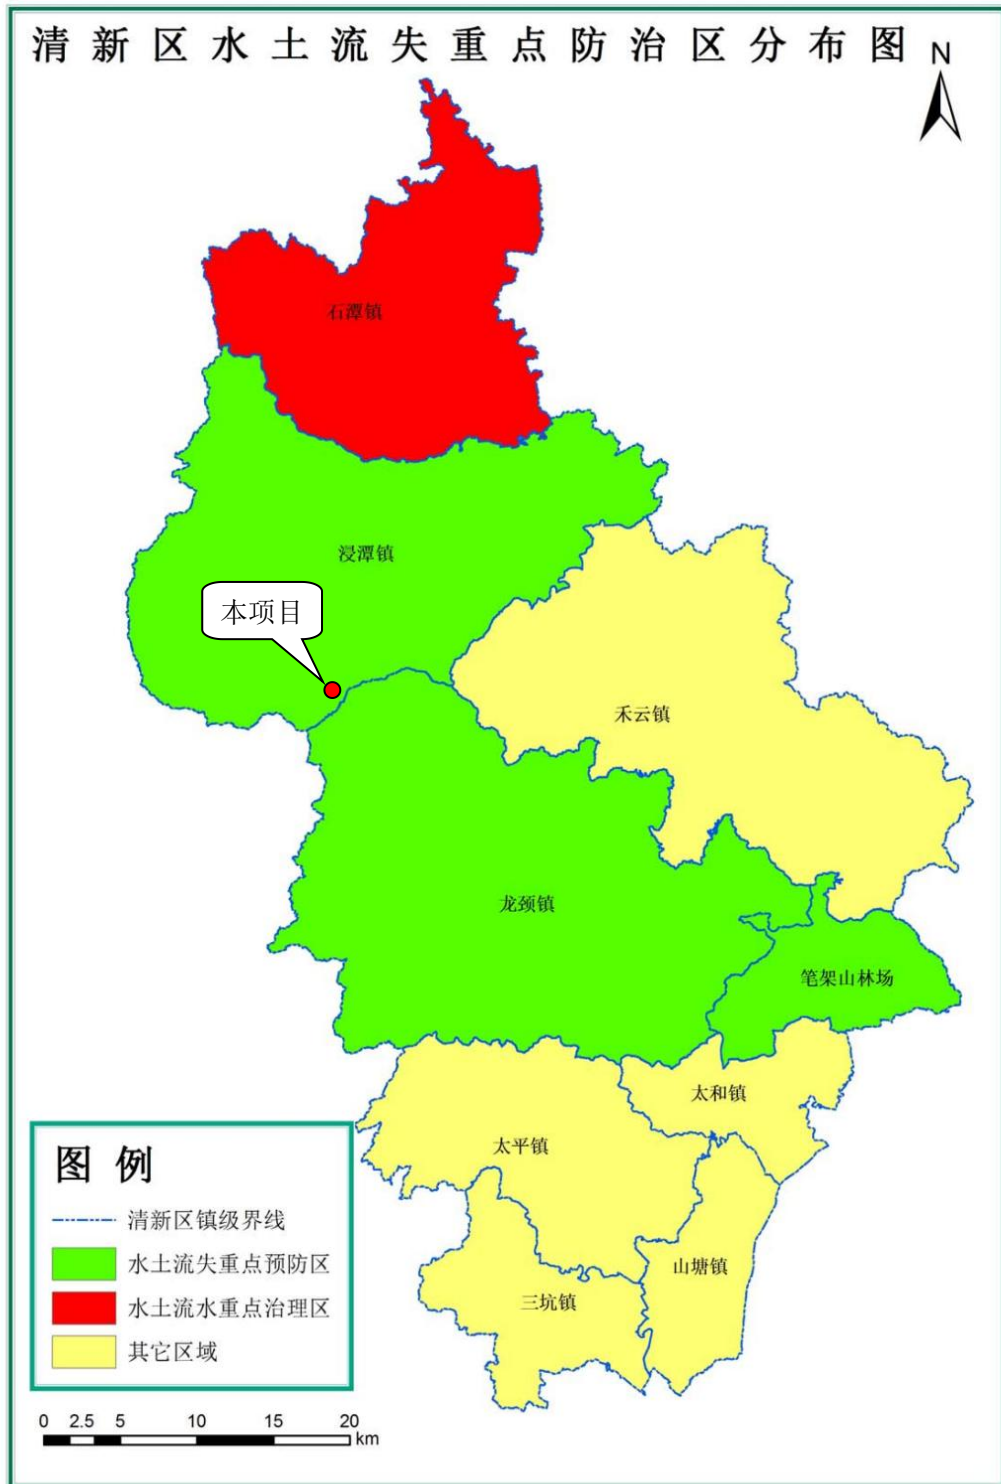 清新区水土流失重点防治区分布图
N
石潭镇
浸潭镇
本项目
禾云镇
龙颈镇
笔架山林场
太和镇
太平镇
山塘镇
三坑镇
图例
清新区镇级界线
水土流失重点预防区
水土流水重点治理区
其它区域
0 2.5 5 10 15 20
km